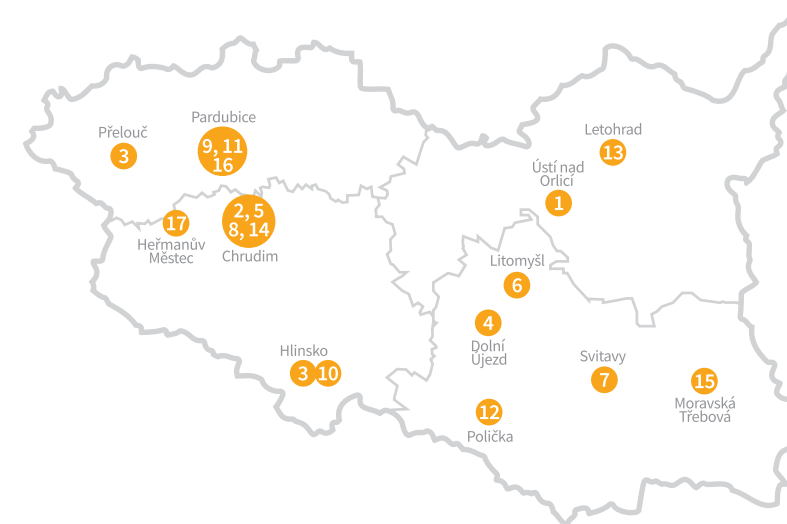 Pardubice
9, 11
16
Přelouč
3
Letohrad
13
Ústí nad
Orlicí
1
17
Heřmanův
Městec
2, 5
8, 14
Chrudim
Litomyšl
6
4
Dolní
Újezd
Hlinsko
3
10
Svitavy
7
15
Moravská
Třebová
12
Polička